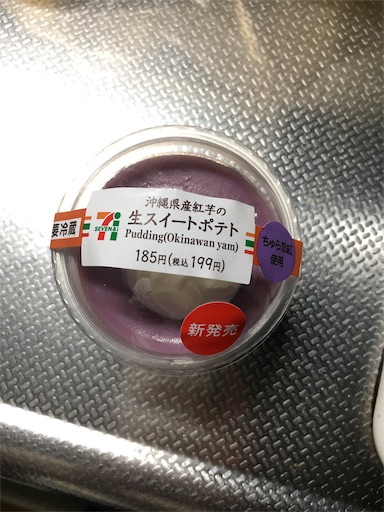 沖縄県産紅芋の
生スイートポテト
Pudding(Okinawan yam)
185円(税込199円)
要冷蔵
SEVEN&i
ちゅら恋紅
使用
新発売